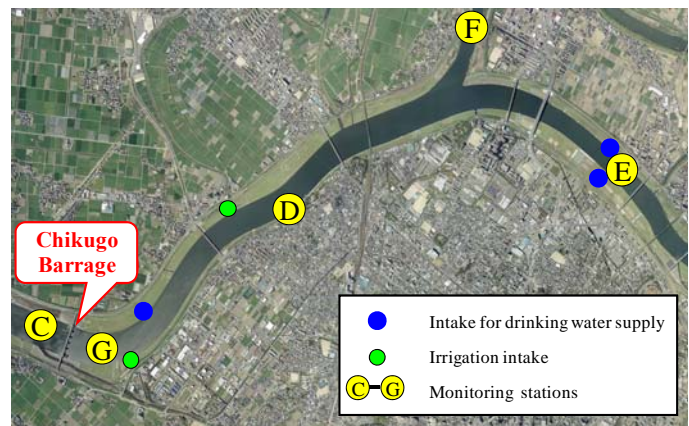 F
E
D
Chikugo
Barrage
C
G
Intake for drinking water supply
Irrigation intake
C G Monitoring stations